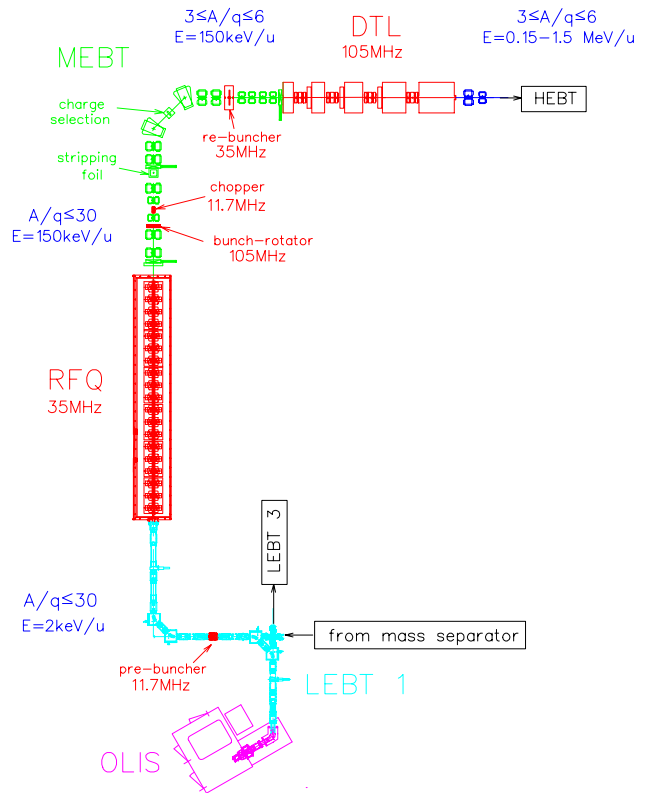 3≤A/q≤6
E=150keV/u
DTL
105MHz
3≤A/q≤6
E=0.15-1.5 MeV/u
MEBT
charge
selection
HEBT
re-buncher
35MHz
stripping
foil
chopper
11.7MHz
A/q≤30
E=150keV/u
bunch-rotator
105MHz
RFQ
35MHz
LEBT 3
A/q≤30
E=2keV/u
from mass separator
pre-buncher
11.7MHz
LEBT 1
OLIS